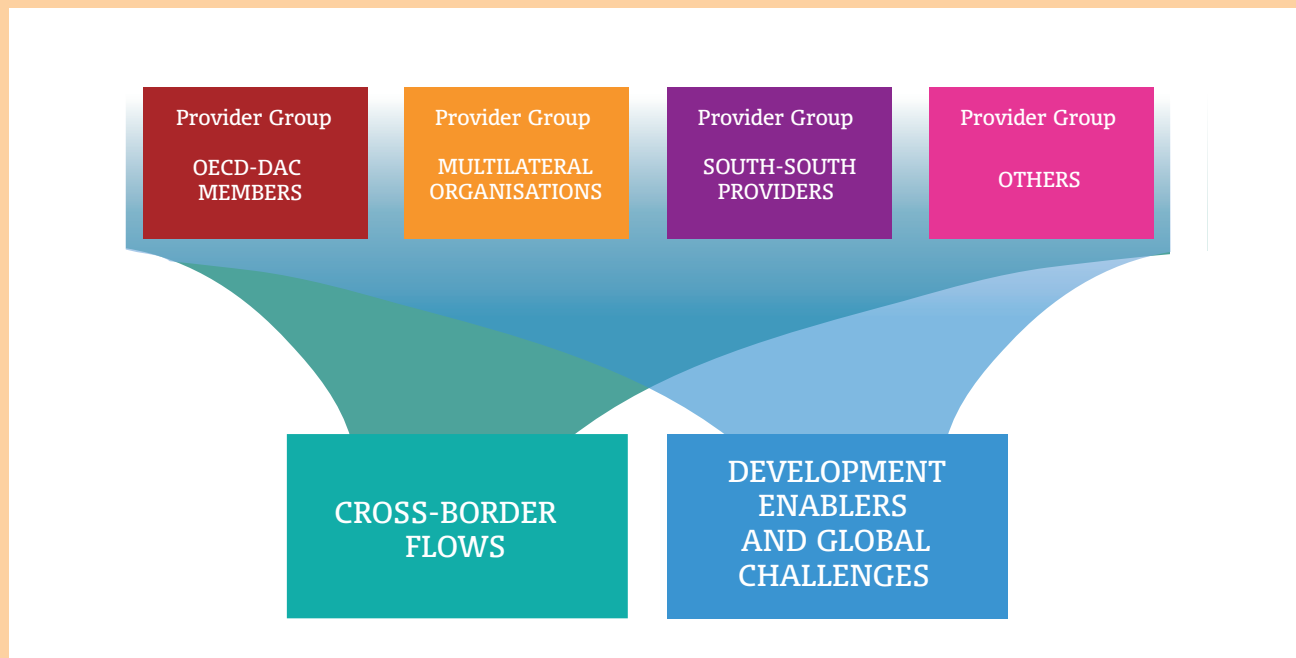 Provider Group
OECD-DAC
MEMBERS
Provider Group
MULTILATERAL
ORGANISATIONS
Provider Group
SOUTH-SOUTH
PROVIDERS
Provider Group
OTHERS
CROSS-BORDER
FLOWS
DEVELOPMENT
ENABLERS
AND GLOBAL
CHALLENGES